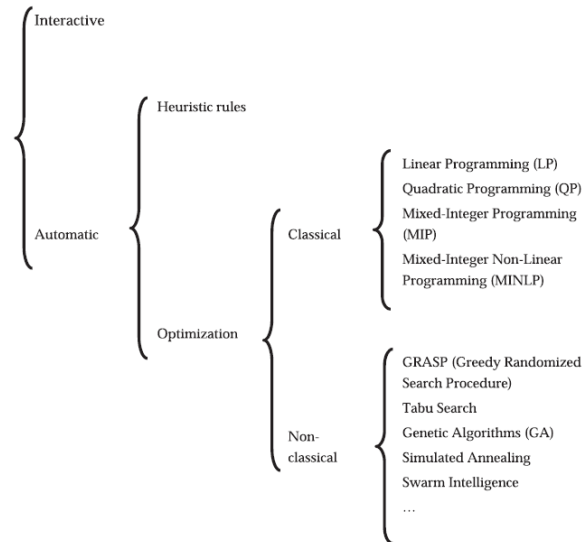 Interactive
Heuristic rules
Linear Programming (LP)
Quadratic Programming (QP)
Mixed-Integer Programming
(MIP)
Automatic
Classical
Mixed-Integer Non-Linear
Programming (MINLP)
Optimization
GRASP (Greedy Randomized
Search Procedure)
Tabu Search
Genetic Algorithms (GA)
Non-
classical
Simulated Annealing
Swarm Intelligence
…